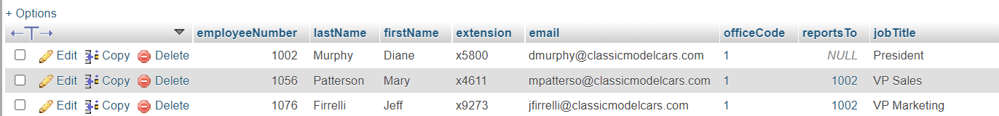 + Options
employeeNumber lastName firstName extension email officeCode reportsTo jobTitle
Edit Copy Delete 1002 Murphy Diane x5800 dmurphy@classicmodelcars.com 1 NULL President
Edit Copy Delete 1056 Patterson Mary x4611 mpatterso@classicmodelcars.com 1 1002 VP Sales
Edit Copy Delete 1076 Firrelli Jeff x9273 jfirrelli@classicmodelcars.com 1 1002 VP Marketing